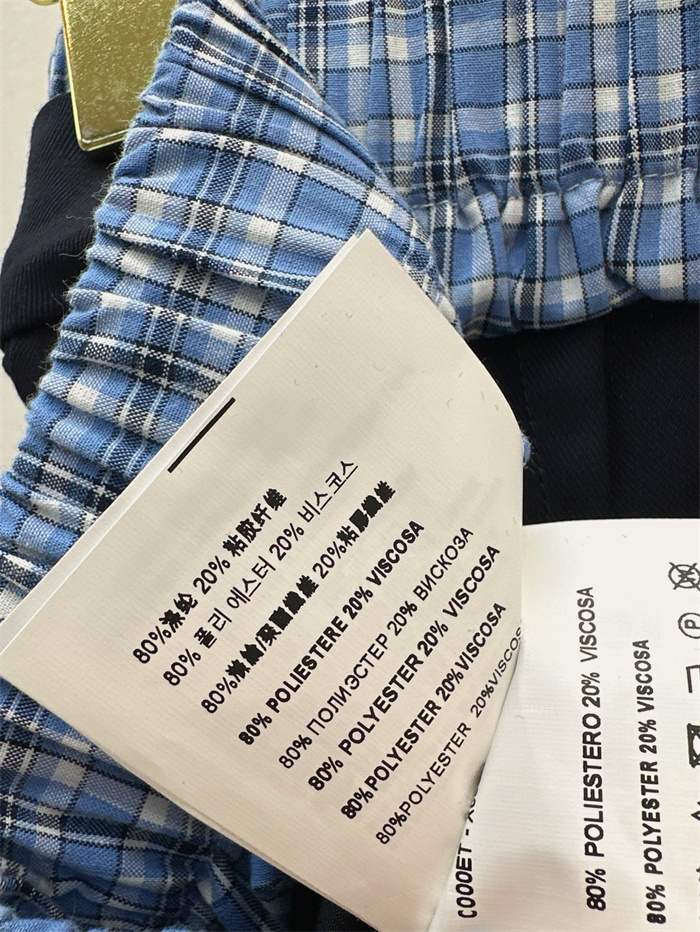 80%涤纶 20% 粘胶纤维
80% 폴리 에스터 20% 비스코스
80%滌綸/聚酯纖維 20%粘膠纖維
80% POLIESTERE 20% VISCOSA
80% ПОЛИЭСТЕР 20% ВИСКОЗА
80% POLYESTER 20% VISCOSA
80%POLYESTER 20%VISCOSA
80%POLYESTER 20%VISCOS
COOOET -
80% POLIESTERO 20% VISCOSA
80% POLYESTER 20% VISCOSA
P